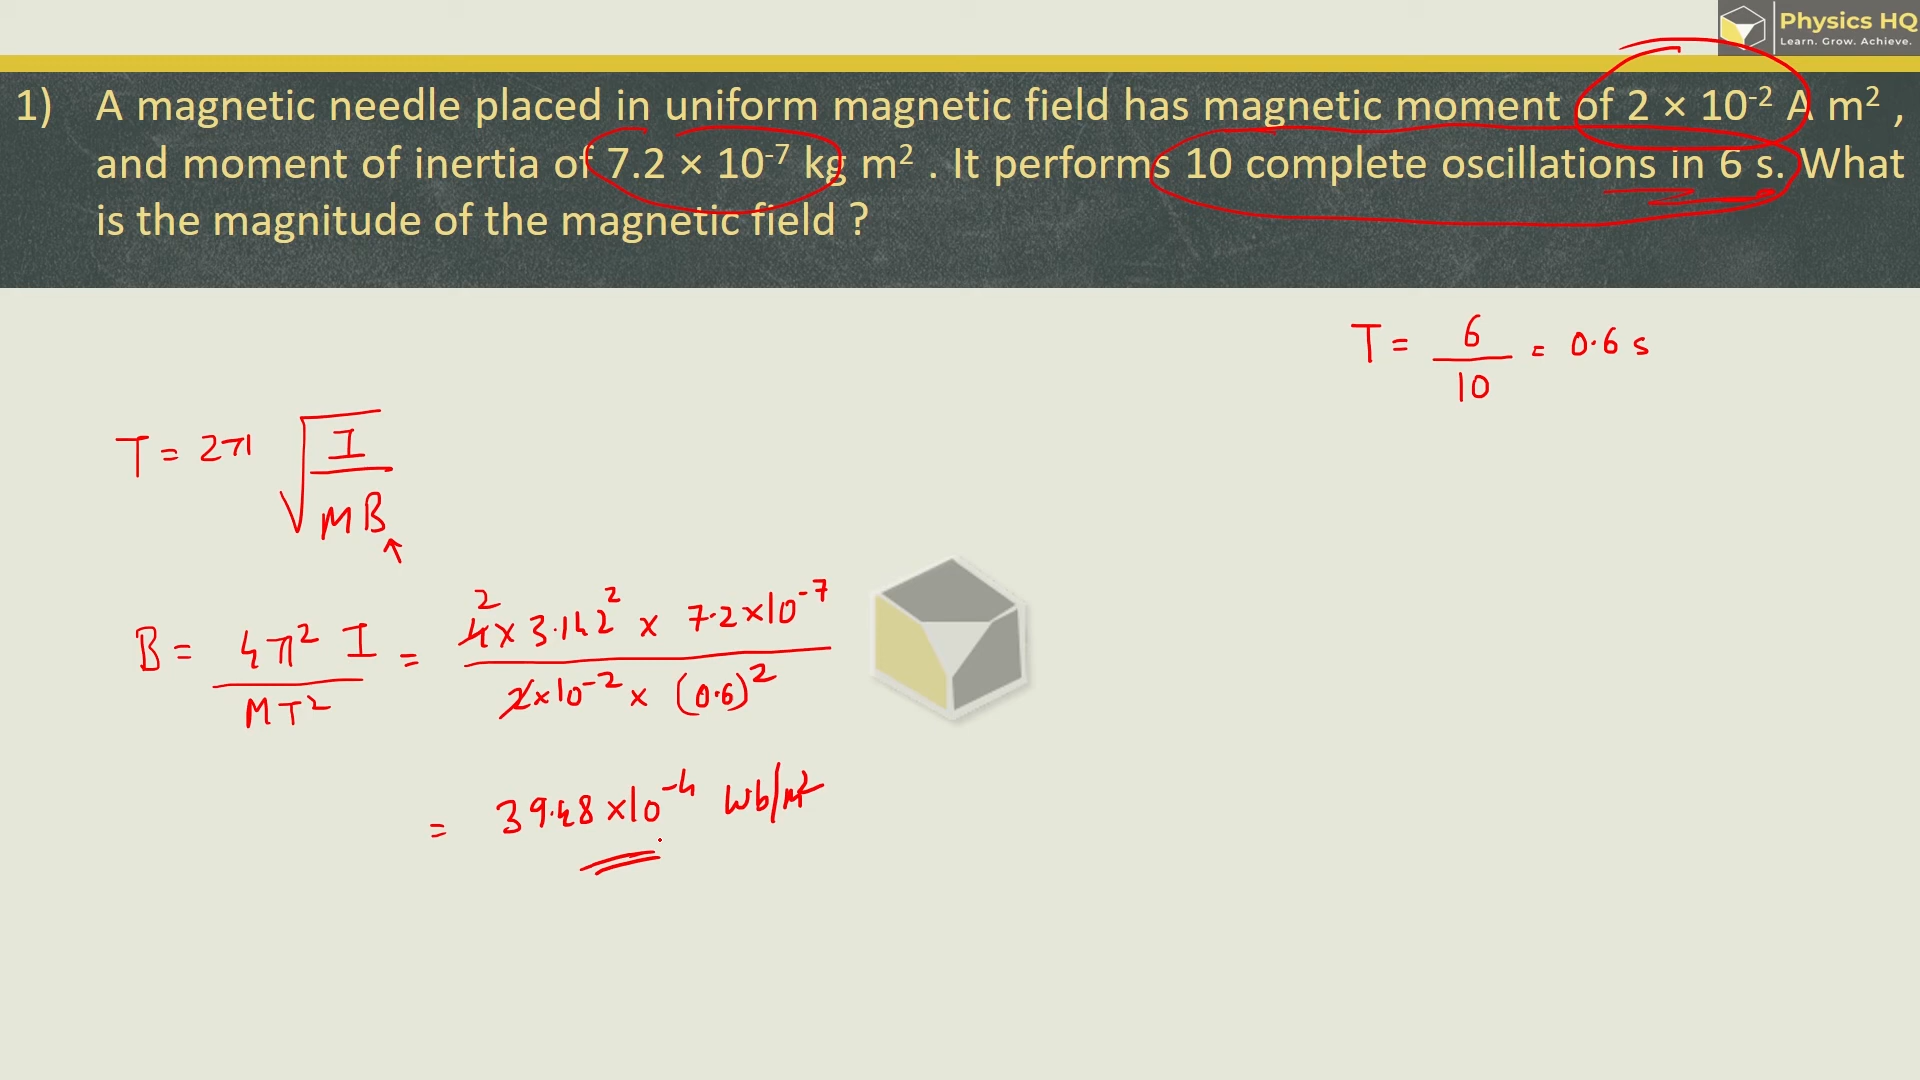 Physics HQ
Learn. Grow. Achieve.
1) A magnetic needle placed in uniform magnetic field has magnetic moment of 2 × 10⁻² A m² ,
and moment of inertia of 7.2 × 10⁻⁷ kg m² . It performs 10 complete oscillations in 6 s. What
is the magnitude of the magnetic field ?
T = 6/10 = 0.6 s
T = 2π √(I/MB)
B = 4π² I / MT² = 4 2 × 3.142² × 7.2×10⁻⁷ / 2×10⁻² × (0.6)²
= 39.48 ×10⁻⁴ Wb/m²